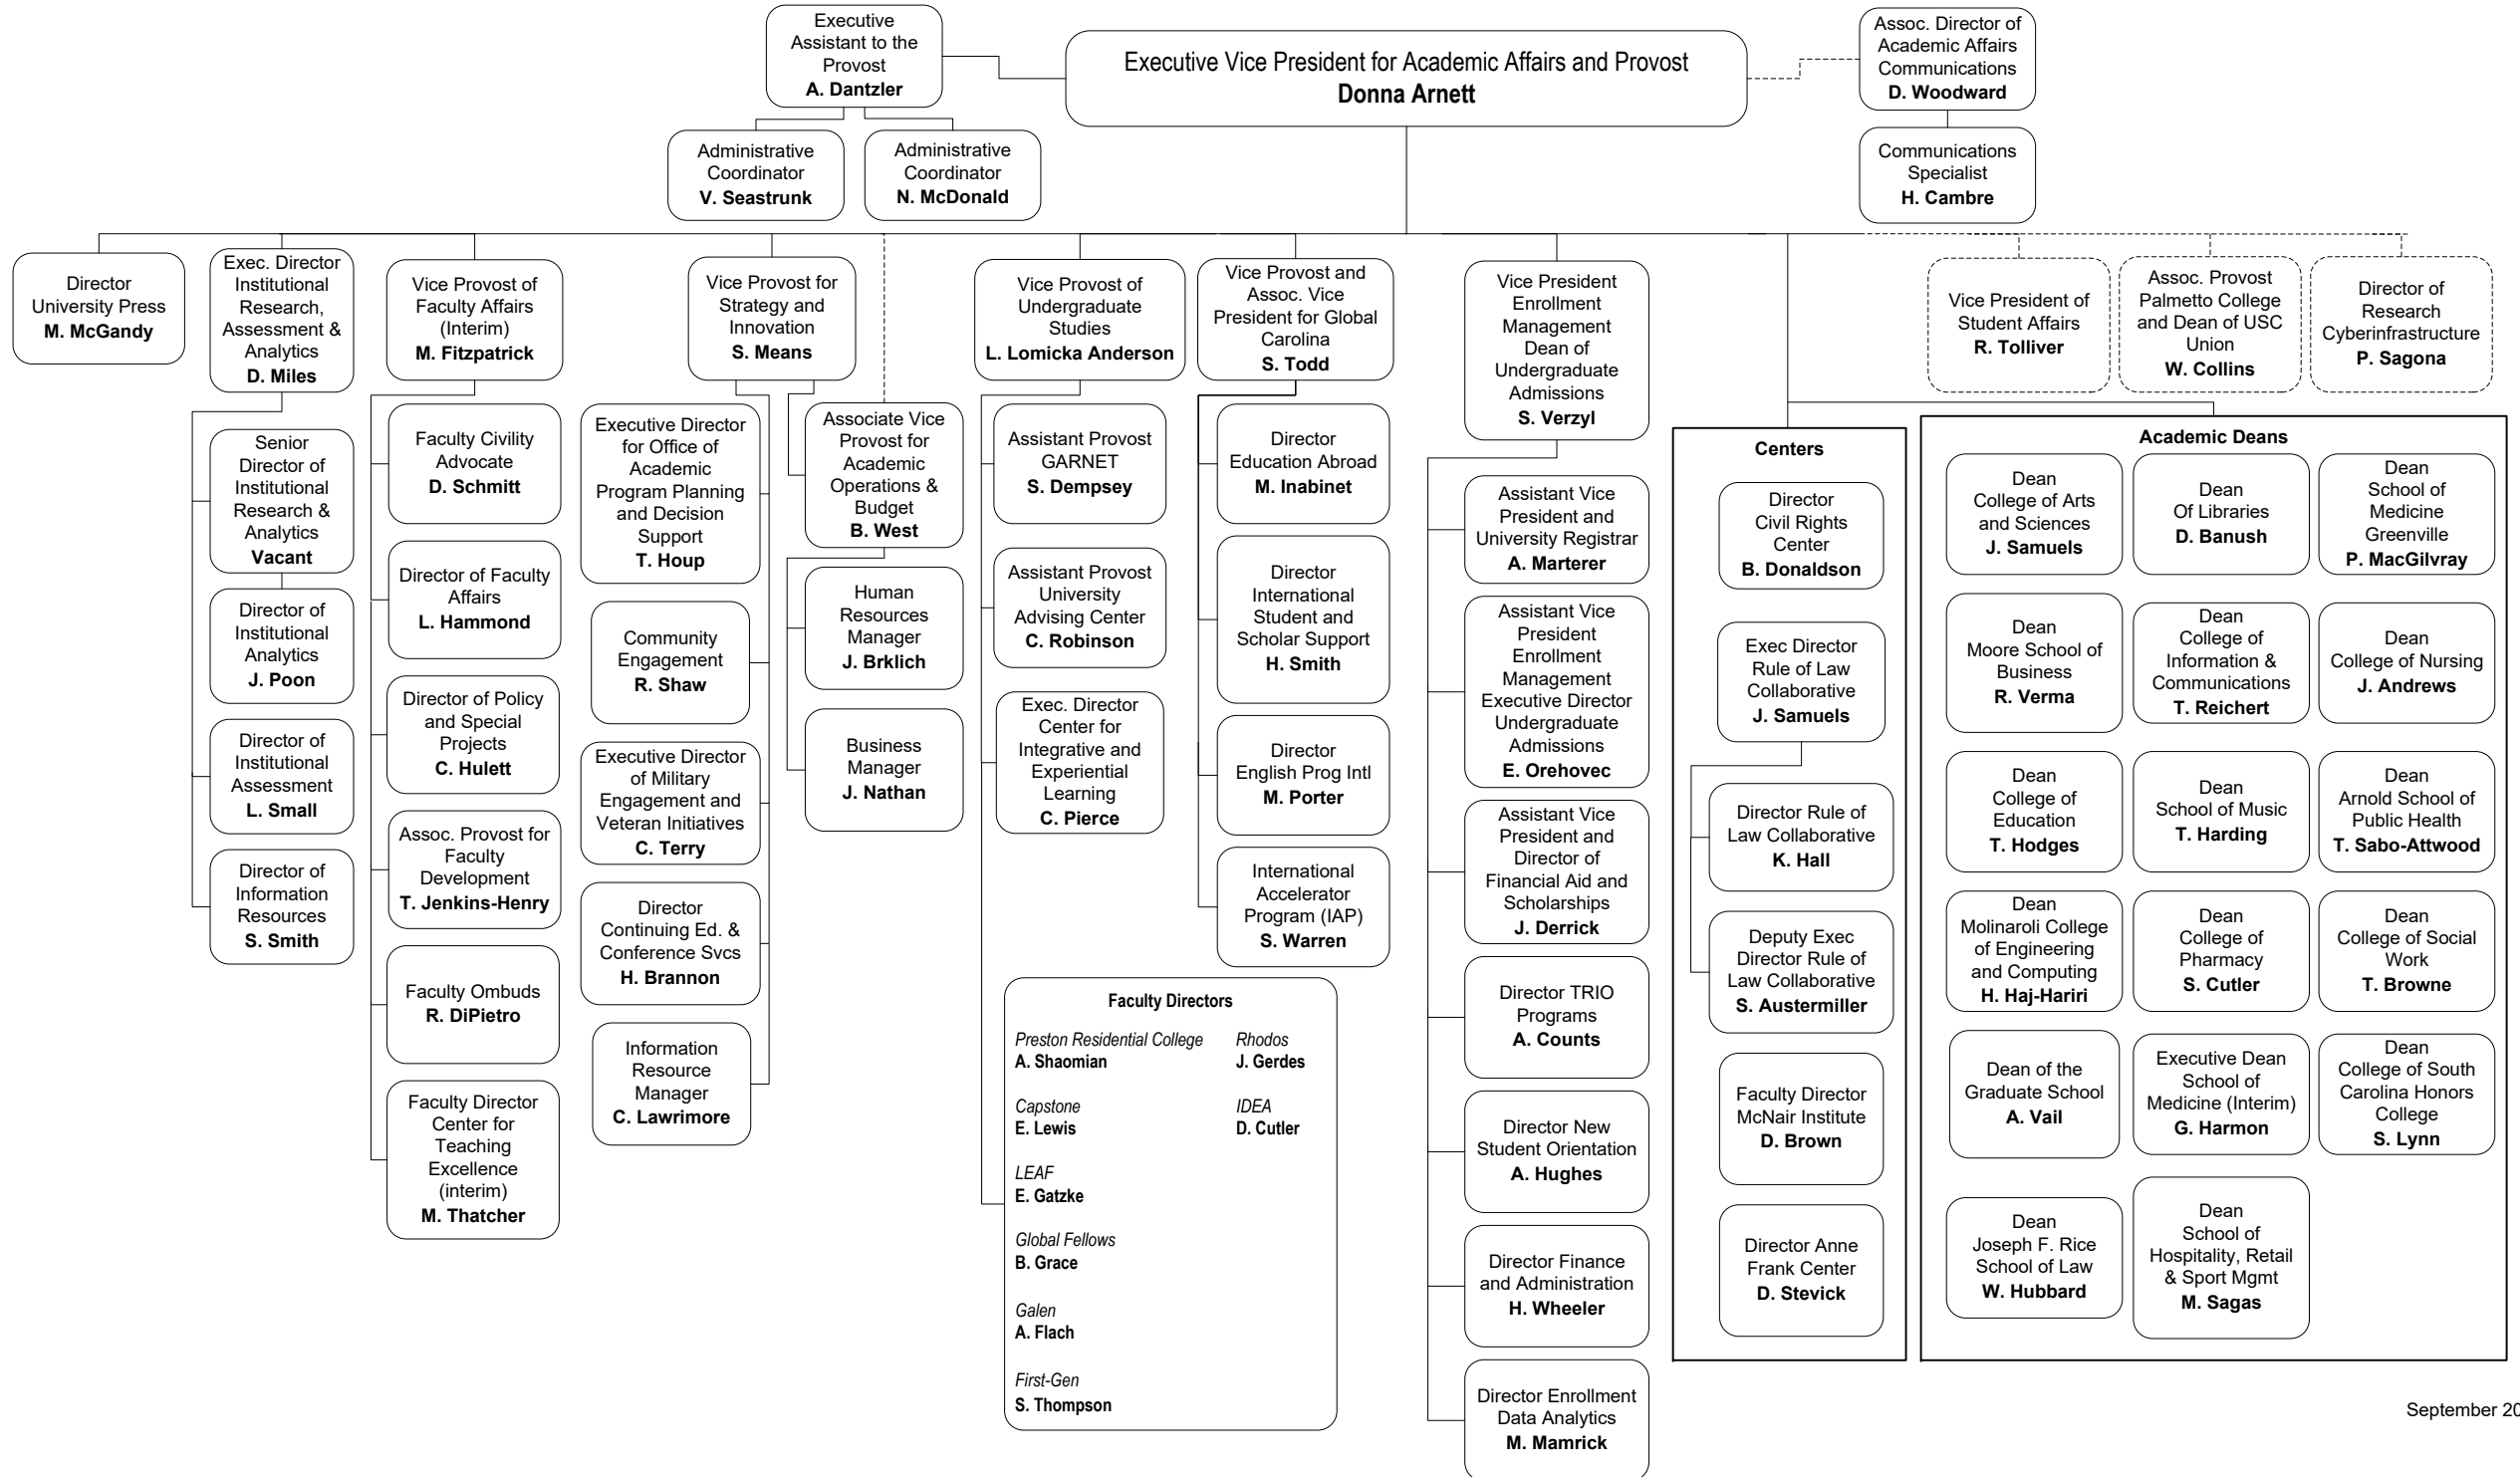 Executive
Assistant to the
Provost
A. Dantzler
Executive Vice President for Academic Affairs and Provost
Donna Arnett
Assoc. Director of
Academic Affairs
Communications
D. Woodward
Administrative
Coordinator
V. Seastrunk
Administrative
Coordinator
N. McDonald
Communications
Specialist
H. Cambre
Director
University Press
M. McGandy
Exec. Director
Institutional
Research,
Assessment &
Analytics
D. Miles
Vice Provost of
Faculty Affairs
(Interim)
M. Fitzpatrick
Vice Provost for
Strategy and
Innovation
S. Means
Vice Provost of
Undergraduate
Studies
L. Lomicka Anderson
Vice Provost and
Assoc. Vice
President for Global
Carolina
S. Todd
Vice President
Enrollment
Management
Dean of
Undergraduate
Admissions
S. Verzyl
Vice President of
Student Affairs
R. Tolliver
Assoc. Provost
Palmetto College
and Dean of USC
Union
W. Collins
Director of
Research
Cyberinfrastructure
P. Sagona
Senior
Director of
Institutional
Research &
Analytics
Vacant
Director of
Institutional
Analytics
J. Poon
Director of
Institutional
Assessment
L. Small
Director of
Information
Resources
S. Smith
Faculty Civility
Advocate
D. Schmitt
Director of Faculty
Affairs
L. Hammond
Director of Policy
and Special
Projects
C. Hulett
Assoc. Provost for
Faculty
Development
T. Jenkins-Henry
Faculty Ombuds
R. DiPietro
Faculty Director
Center for
Teaching
Excellence
(interim)
M. Thatcher
Executive Director
for Office of
Academic
Program Planning
and Decision
Support
T. Houp
Community
Engagement
R. Shaw
Executive Director
of Military
Engagement and
Veteran Initiatives
C. Terry
Director
Continuing Ed. &
Conference Svcs
H. Brannon
Information
Resource
Manager
C. Lawrimore
Associate Vice
Provost for
Academic
Operations &
Budget
B. West
Human
Resources
Manager
J. Brklich
Business
Manager
J. Nathan
Assistant Provost
GARNET
S. Dempsey
Assistant Provost
University
Advising Center
C. Robinson
Exec. Director
Center for
Integrative and
Experiential
Learning
C. Pierce
Faculty Directors
Preston Residential College
A. Shaomian
Capstone
E. Lewis
LEAF
E. Gatzke
Global Fellows
B. Grace
Galen
A. Flach
First-Gen
S. Thompson
Rhodos
J. Gerdes
IDEA
D. Cutler
Director
Education Abroad
M. Inabinet
Director
International
Student and
Scholar Support
H. Smith
Director
English Prog Intl
M. Porter
International
Accelerator
Program (IAP)
S. Warren
Assistant Vice
President and
University Registrar
A. Marterer
Assistant Vice
President
Enrollment
Management
Executive Director
Undergraduate
Admissions
E. Orehovec
Assistant Vice
President and
Director of
Financial Aid and
Scholarships
J. Derrick
Director TRIO
Programs
A. Counts
Director New
Student Orientation
A. Hughes
Director Finance
and Administration
H. Wheeler
Director Enrollment
Data Analytics
M. Mamrick
Centers
Director
Civil Rights
Center
B. Donaldson
Exec Director
Rule of Law
Collaborative
J. Samuels
Director Rule of
Law Collaborative
K. Hall
Deputy Exec
Director Rule of
Law Collaborative
S. Austermiller
Faculty Director
McNair Institute
D. Brown
Director Anne
Frank Center
D. Stevick
Academic Deans
Dean
College of Arts
and Sciences
J. Samuels
Dean
Of Libraries
D. Banush
Dean
School of
Medicine
Greenville
P. MacGilvray
Dean
Moore School of
Business
R. Verma
Dean
College of
Information &
Communications
T. Reichert
Dean
College of Nursing
J. Andrews
Dean
College of
Education
T. Hodges
Dean
School of Music
T. Harding
Dean
Arnold School of
Public Health
T. Sabo-Attwood
Dean
Molinaroli College
of Engineering
and Computing
H. Haj-Hariri
Dean
College of
Pharmacy
S. Cutler
Dean
College of Social
Work
T. Browne
Dean of the
Graduate School
A. Vail
Executive Dean
School of
Medicine (Interim)
G. Harmon
Dean
College of South
Carolina Honors
College
S. Lynn
Dean
Joseph F. Rice
School of Law
W. Hubbard
Dean
School of
Hospitality, Retail
& Sport Mgmt
M. Sagas
September 20